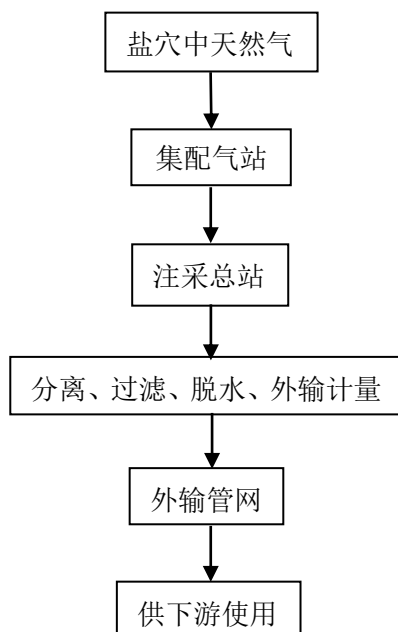 盐穴中天然气
集配气站
注采总站
分离、过滤、脱水、外输计量
外输管网
供下游使用